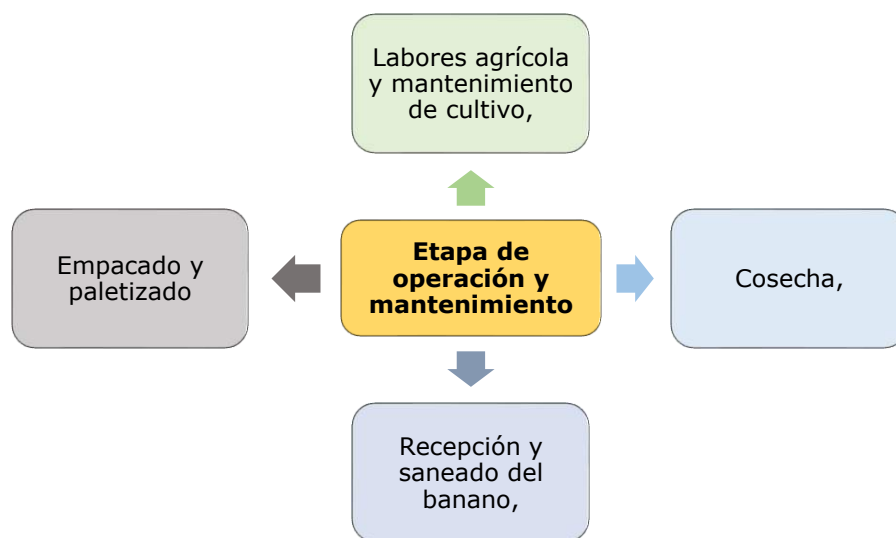 Labores agrícola
y mantenimiento
de cultivo,
Empacado y
paletizado
Etapa de
operación y
mantenimiento
Cosecha,
Recepción y
saneado del
banano,